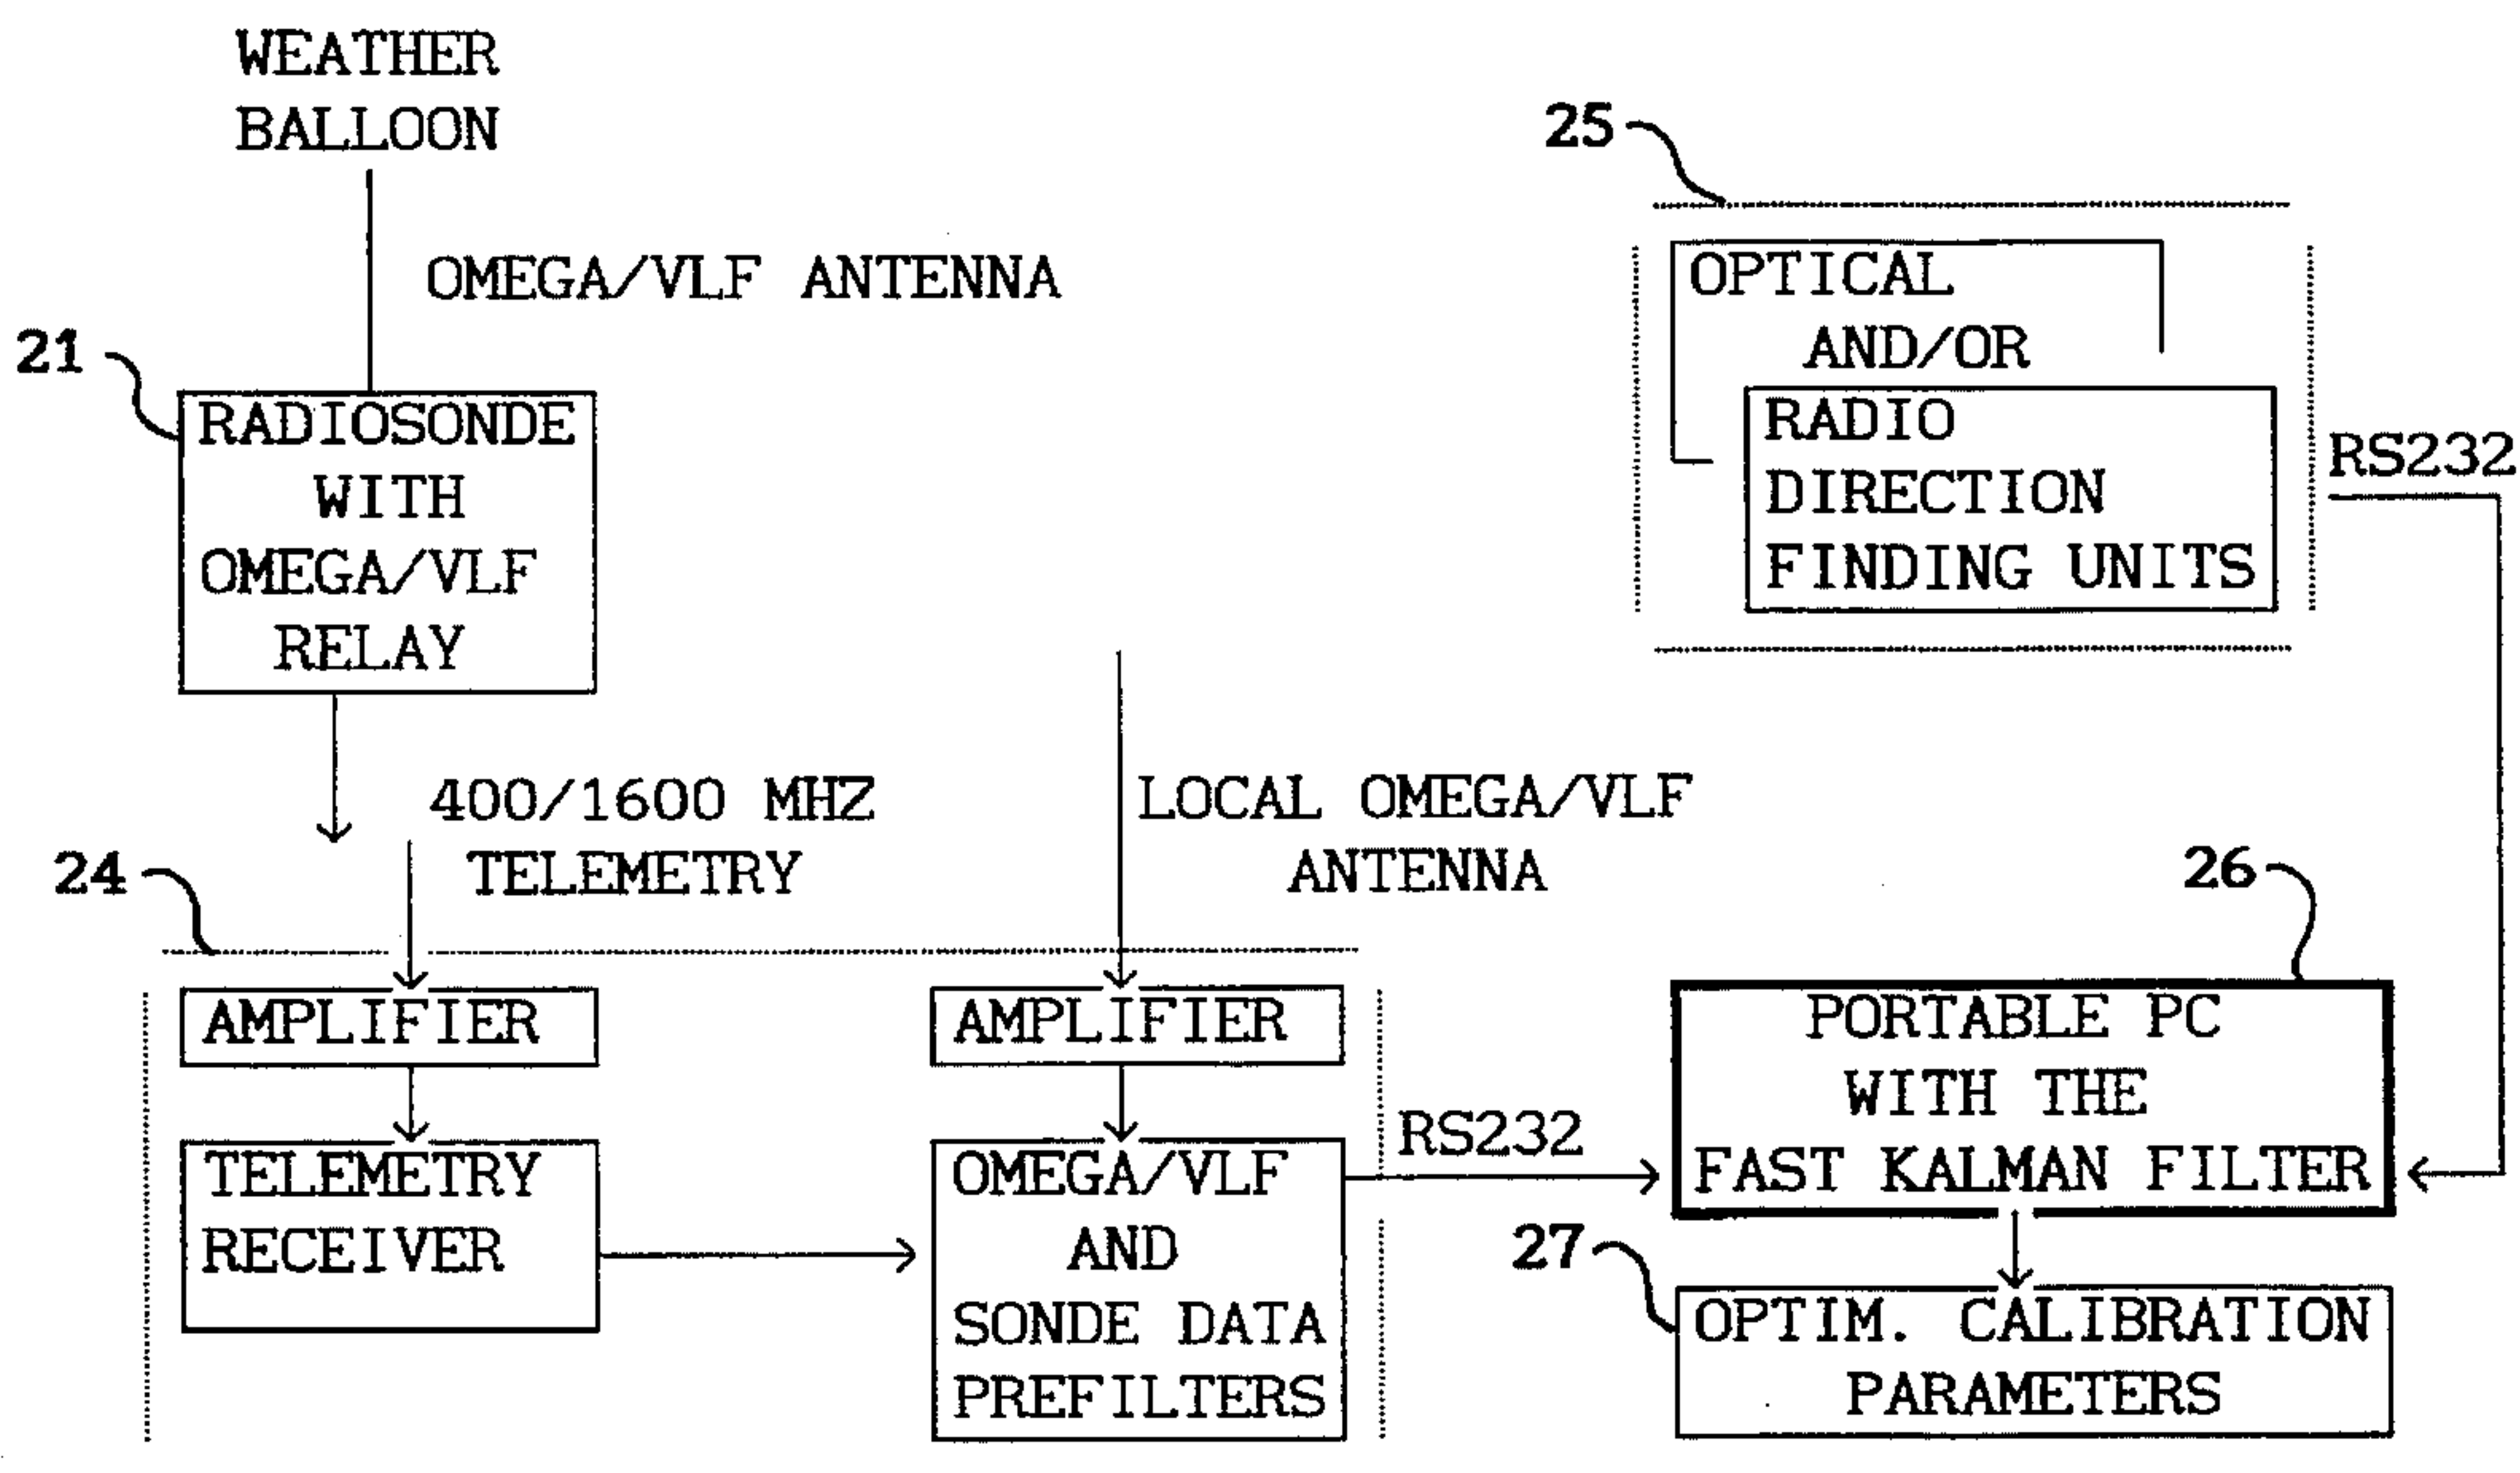 WEATHER
BALLOON
OMEGA/VLF ANTENNA
21
RADIOSONDE
WITH
OMEGA/VLF
RELAY
25
OPTICAL
AND/OR
RADIO
DIRECTION
FINDING UNITS
RS232
400/1600 MHZ
TELEMETRY
LOCAL OMEGA/VLF
ANTENNA
24
AMPLIFIER
TELEMETRY
RECEIVER
AMPLIFIER
OMEGA/VLF
AND
SONDE DATA
PREFILTERS
RS232
26
PORTABLE PC
WITH THE
FAST KALMAN FILTER
27
OPTIM. CALIBRATION
PARAMETERS